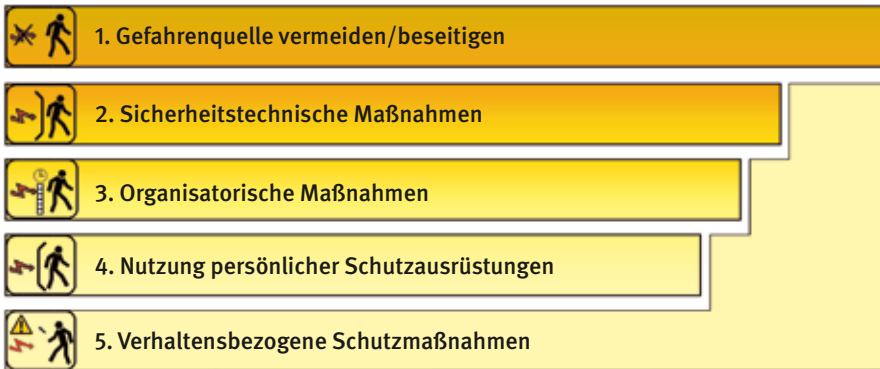 1. Gefahrenquelle vermeiden/beseitigen
2. Sicherheitstechnische Maßnahmen
3. Organisatorische Maßnahmen
4. Nutzung persönlicher Schutzausrüstungen
5. Verhaltensbezogene Schutzmaßnahmen